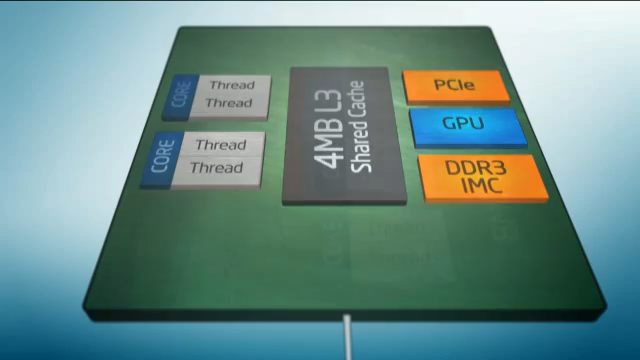 CORE
Thread
Thread
CORE
Thread
Thread
4MB L3
Shared Cache
PCIe
GPU
DDR3
IMC